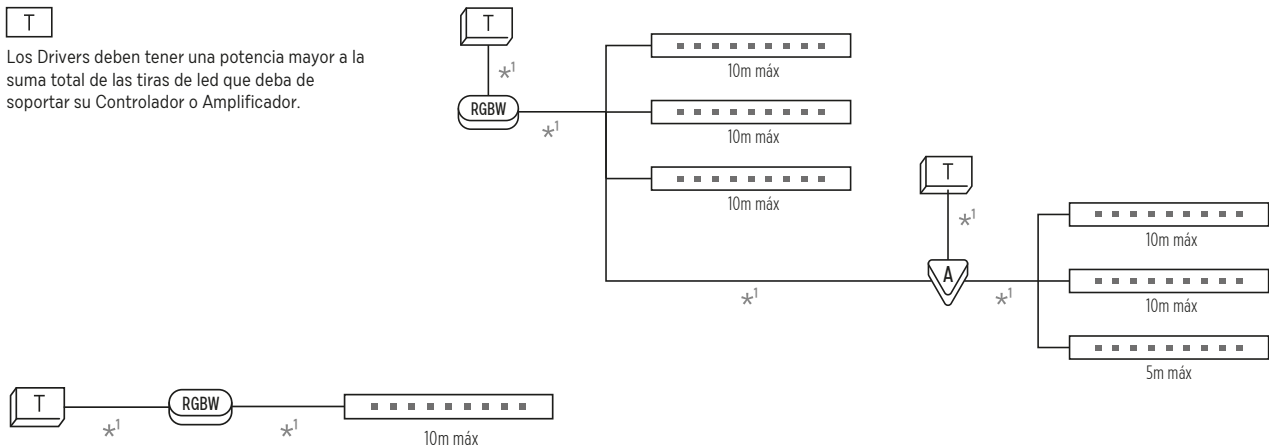 T
Los Drivers deben tener una potencia mayor a la
suma total de las tiras de led que deba de
soportar su Controlador o Amplificador.
T
*1
RGBW
*1
10m máx
10m máx
10m máx
T
*1
*1
A
*1
10m máx
10m máx
5m máx
T
*1
RGBW
*1
10m máx